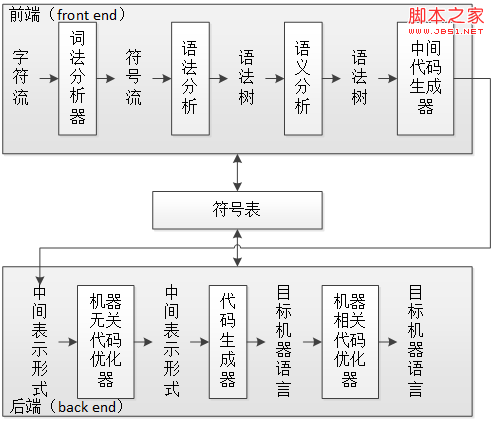 前端（front end）
脚本之家
www.JB51.NET
字符流
词法分析器
符号流
语法分析
语法树
语义分析
语法树
中间
代码
生成
器
符号表
中间表示形式
机器
无关
代码
优化
器
中间表示形式
代码生成器
目标机器语言
机器
相关
代码
优化
器
目标机器语言
后端（back end）